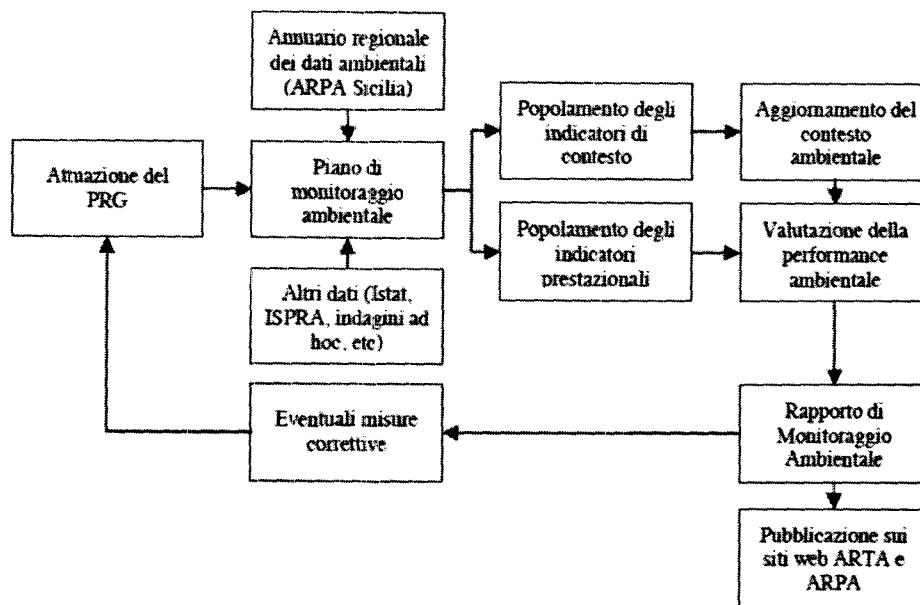 Annuario regionale
dei dati ambientali
(ARPA Sicilia)
Popolamento degli
indicatori di
contesto
Aggiornamento del
contesto
ambientale
Attuazione del
PRG
Piano di
monitoraggio
ambientale
Popolamento degli
indicatori
prestazionali
Valutazione della
performance
ambientale
Altri dati (Istat,
ISPRA, indagini ad
hoc, etc)
Eventuali misure
correttive
Rapporto di
Monitoraggio
Ambientale
Pubblicazione sui
siti web ARTA e
ARPA